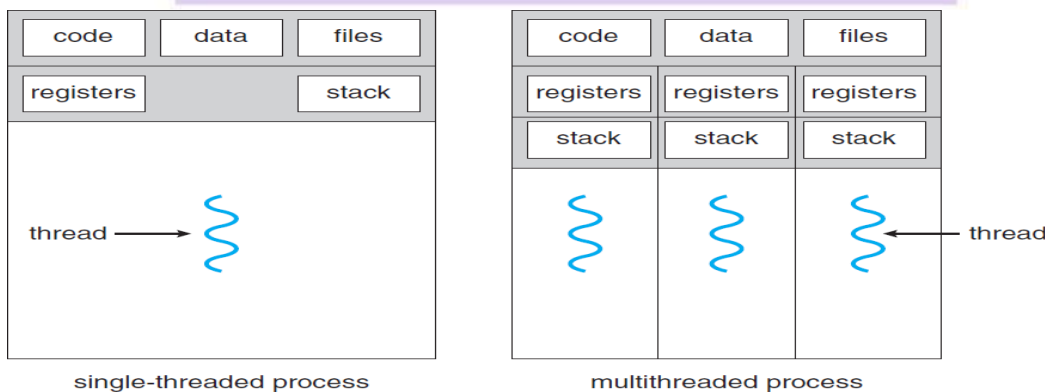 code data files
registers stack
thread
single-threaded process
code data files
registers registers registers
stack stack stack
thread
multithreaded process